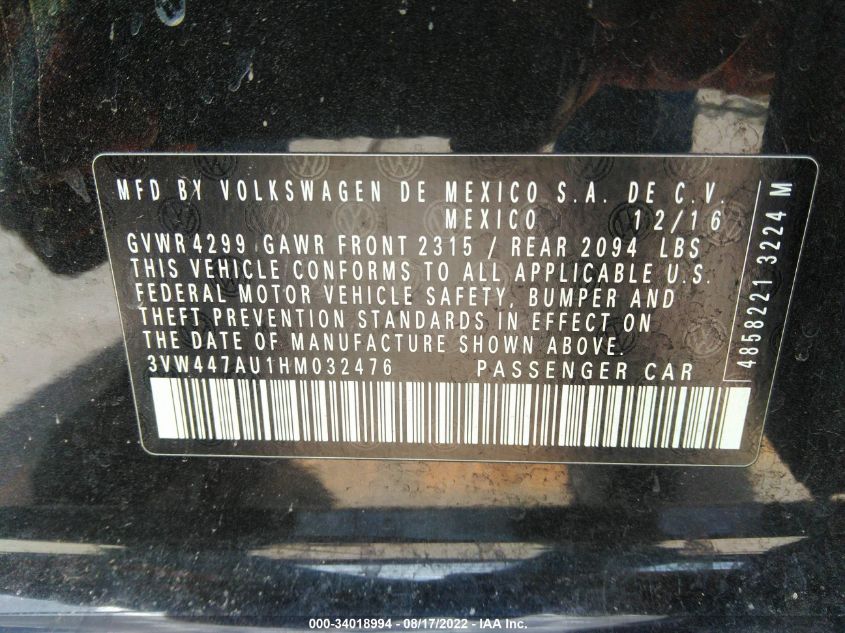 MFD BY VOLKSWAGEN DE MEXICO S.A. DE C.V.
MEXICO 12/16
GVWR 4299 GAWR FRONT 2315 / REAR 2094 LBS
THIS VEHICLE CONFORMS TO ALL APPLICABLE U.S.
FEDERAL MOTOR VEHICLE SAFETY, BUMPER AND
THEFT PREVENTION STANDARDS IN EFFECT ON
THE DATE OF MANUFACTURE SHOWN ABOVE.
3VW447AU1HM032476 PASSENGER CAR
4858221 3224 M
000-34018994 - 08/17/2022 - IAA Inc.